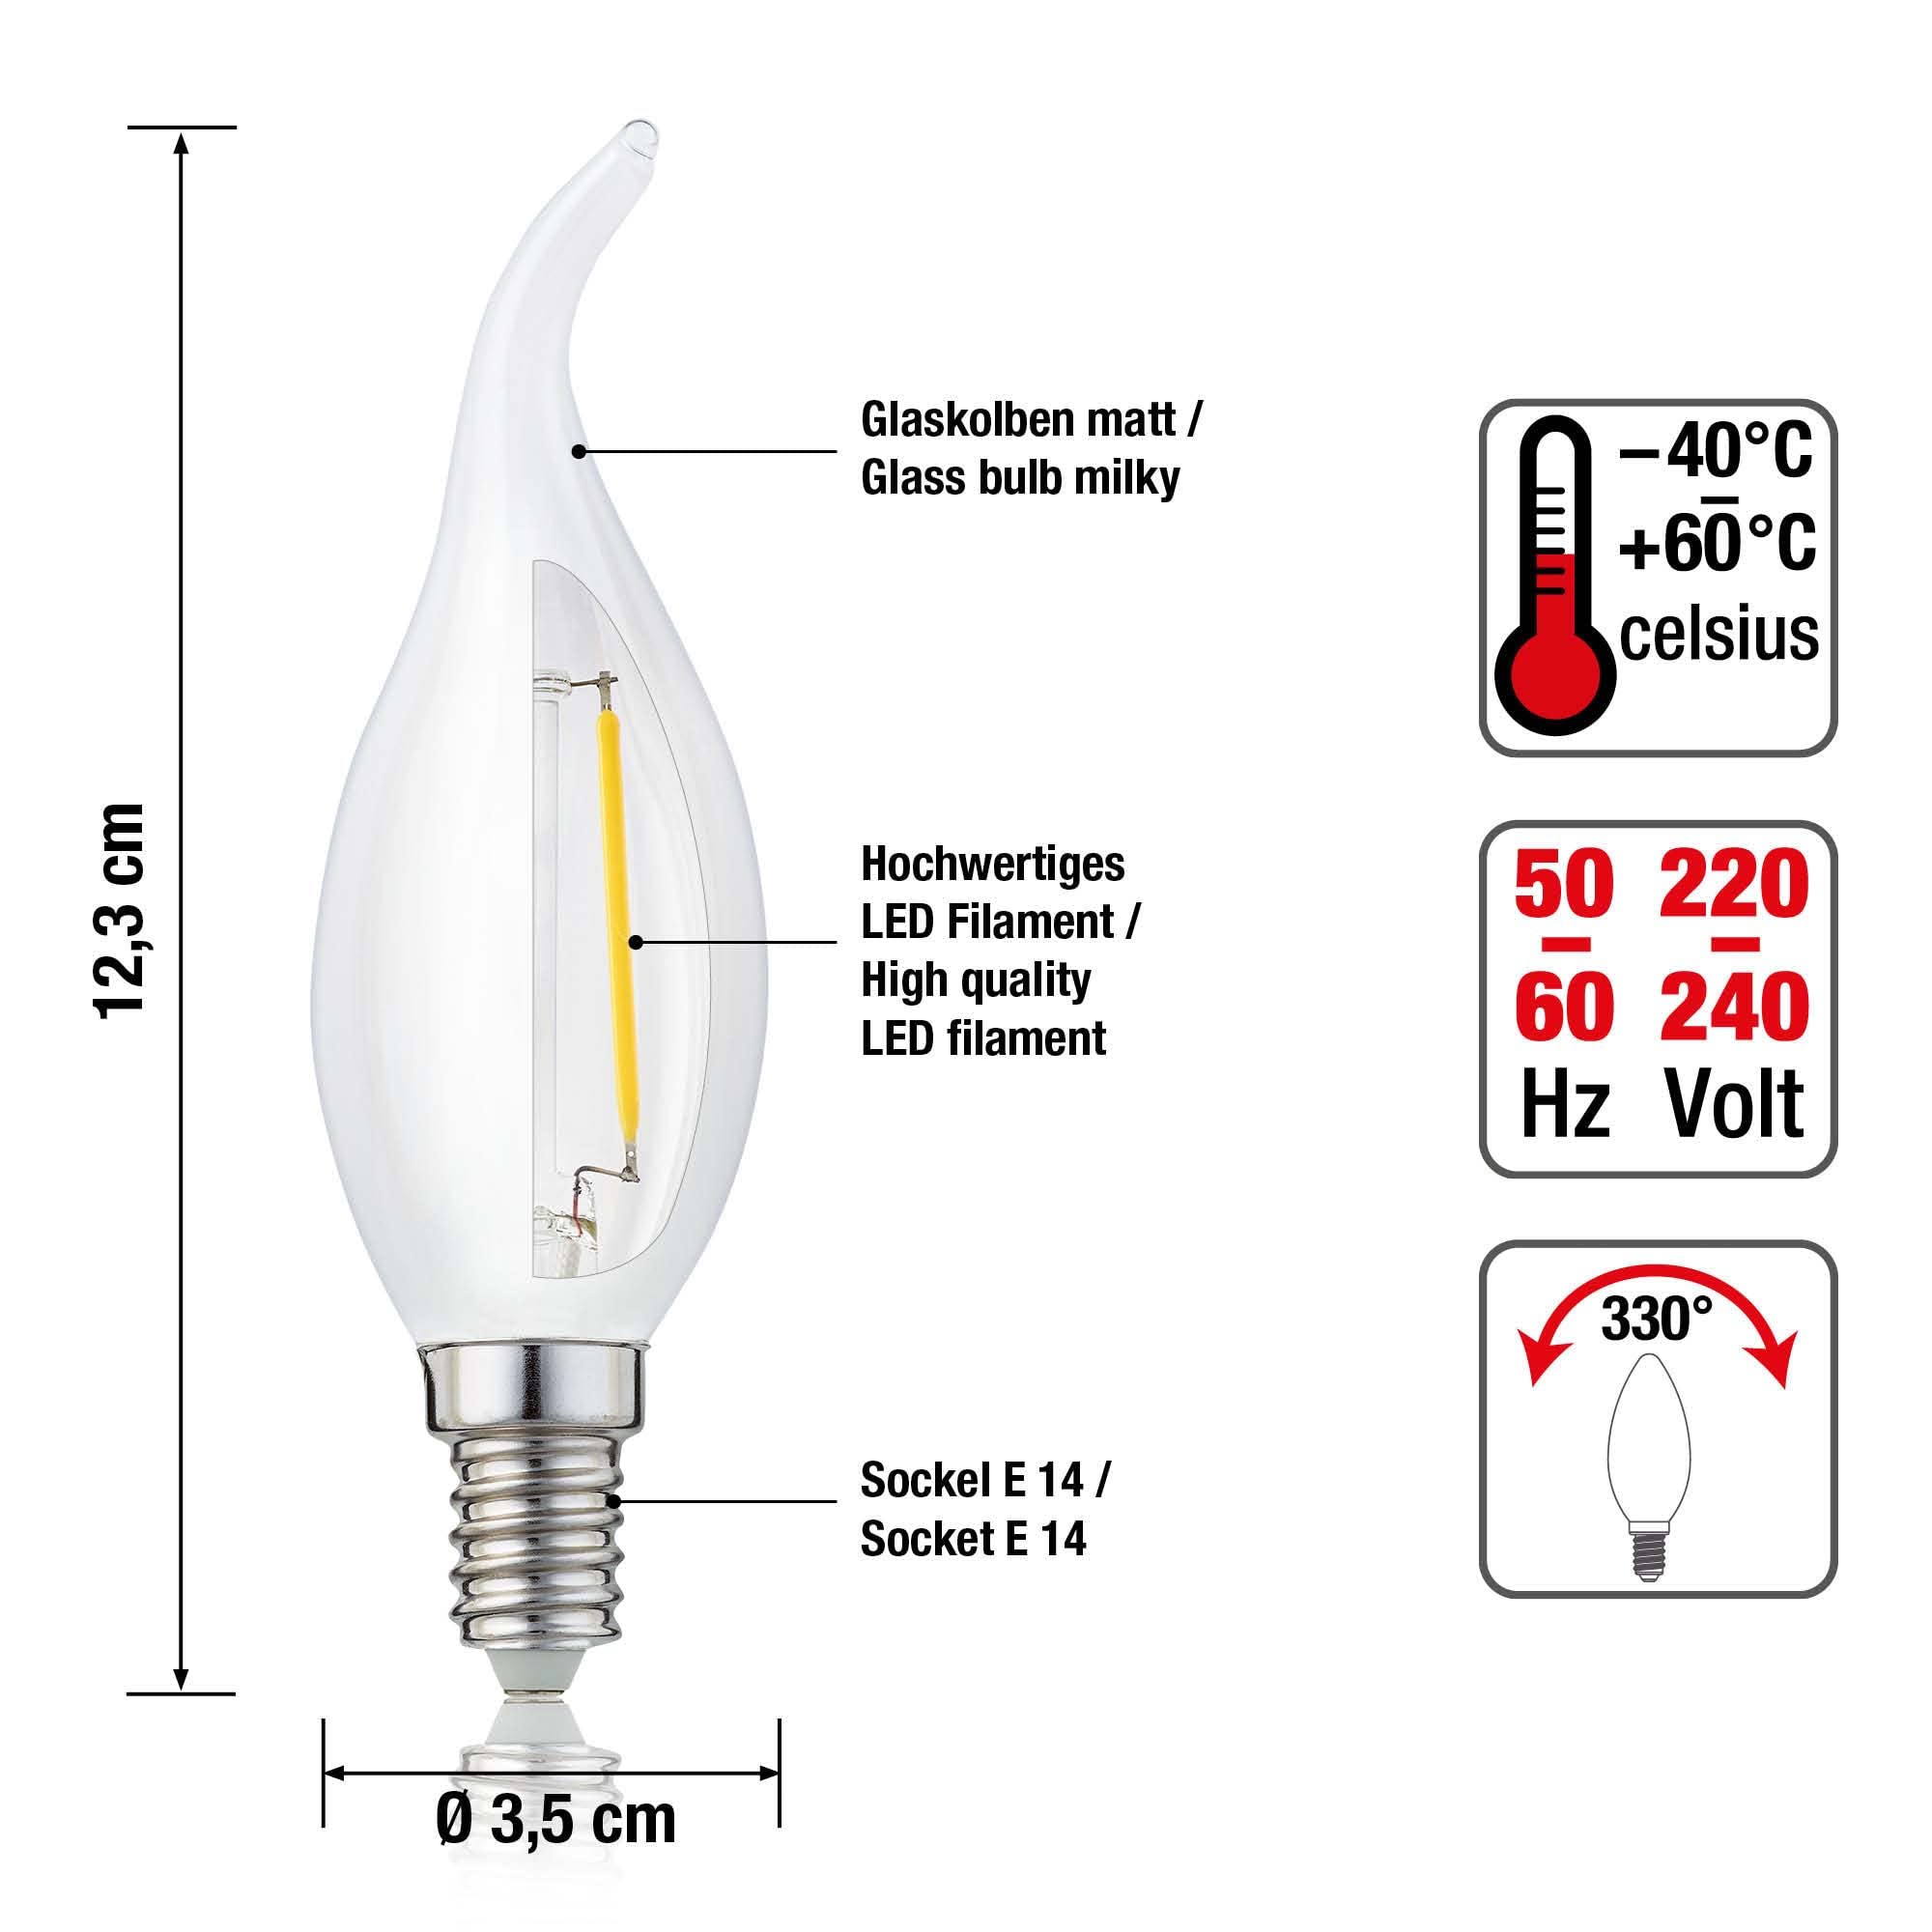 12,3 cm
Glaskolben matt /
Glass bulb milky
Hochwertiges
LED Filament /
High quality
LED filament
Sockel E 14 /
Socket E 14
Ø 3,5 cm
–40°C
–
+60°C
celsius
50 220
– –
60 240
Hz Volt
330°